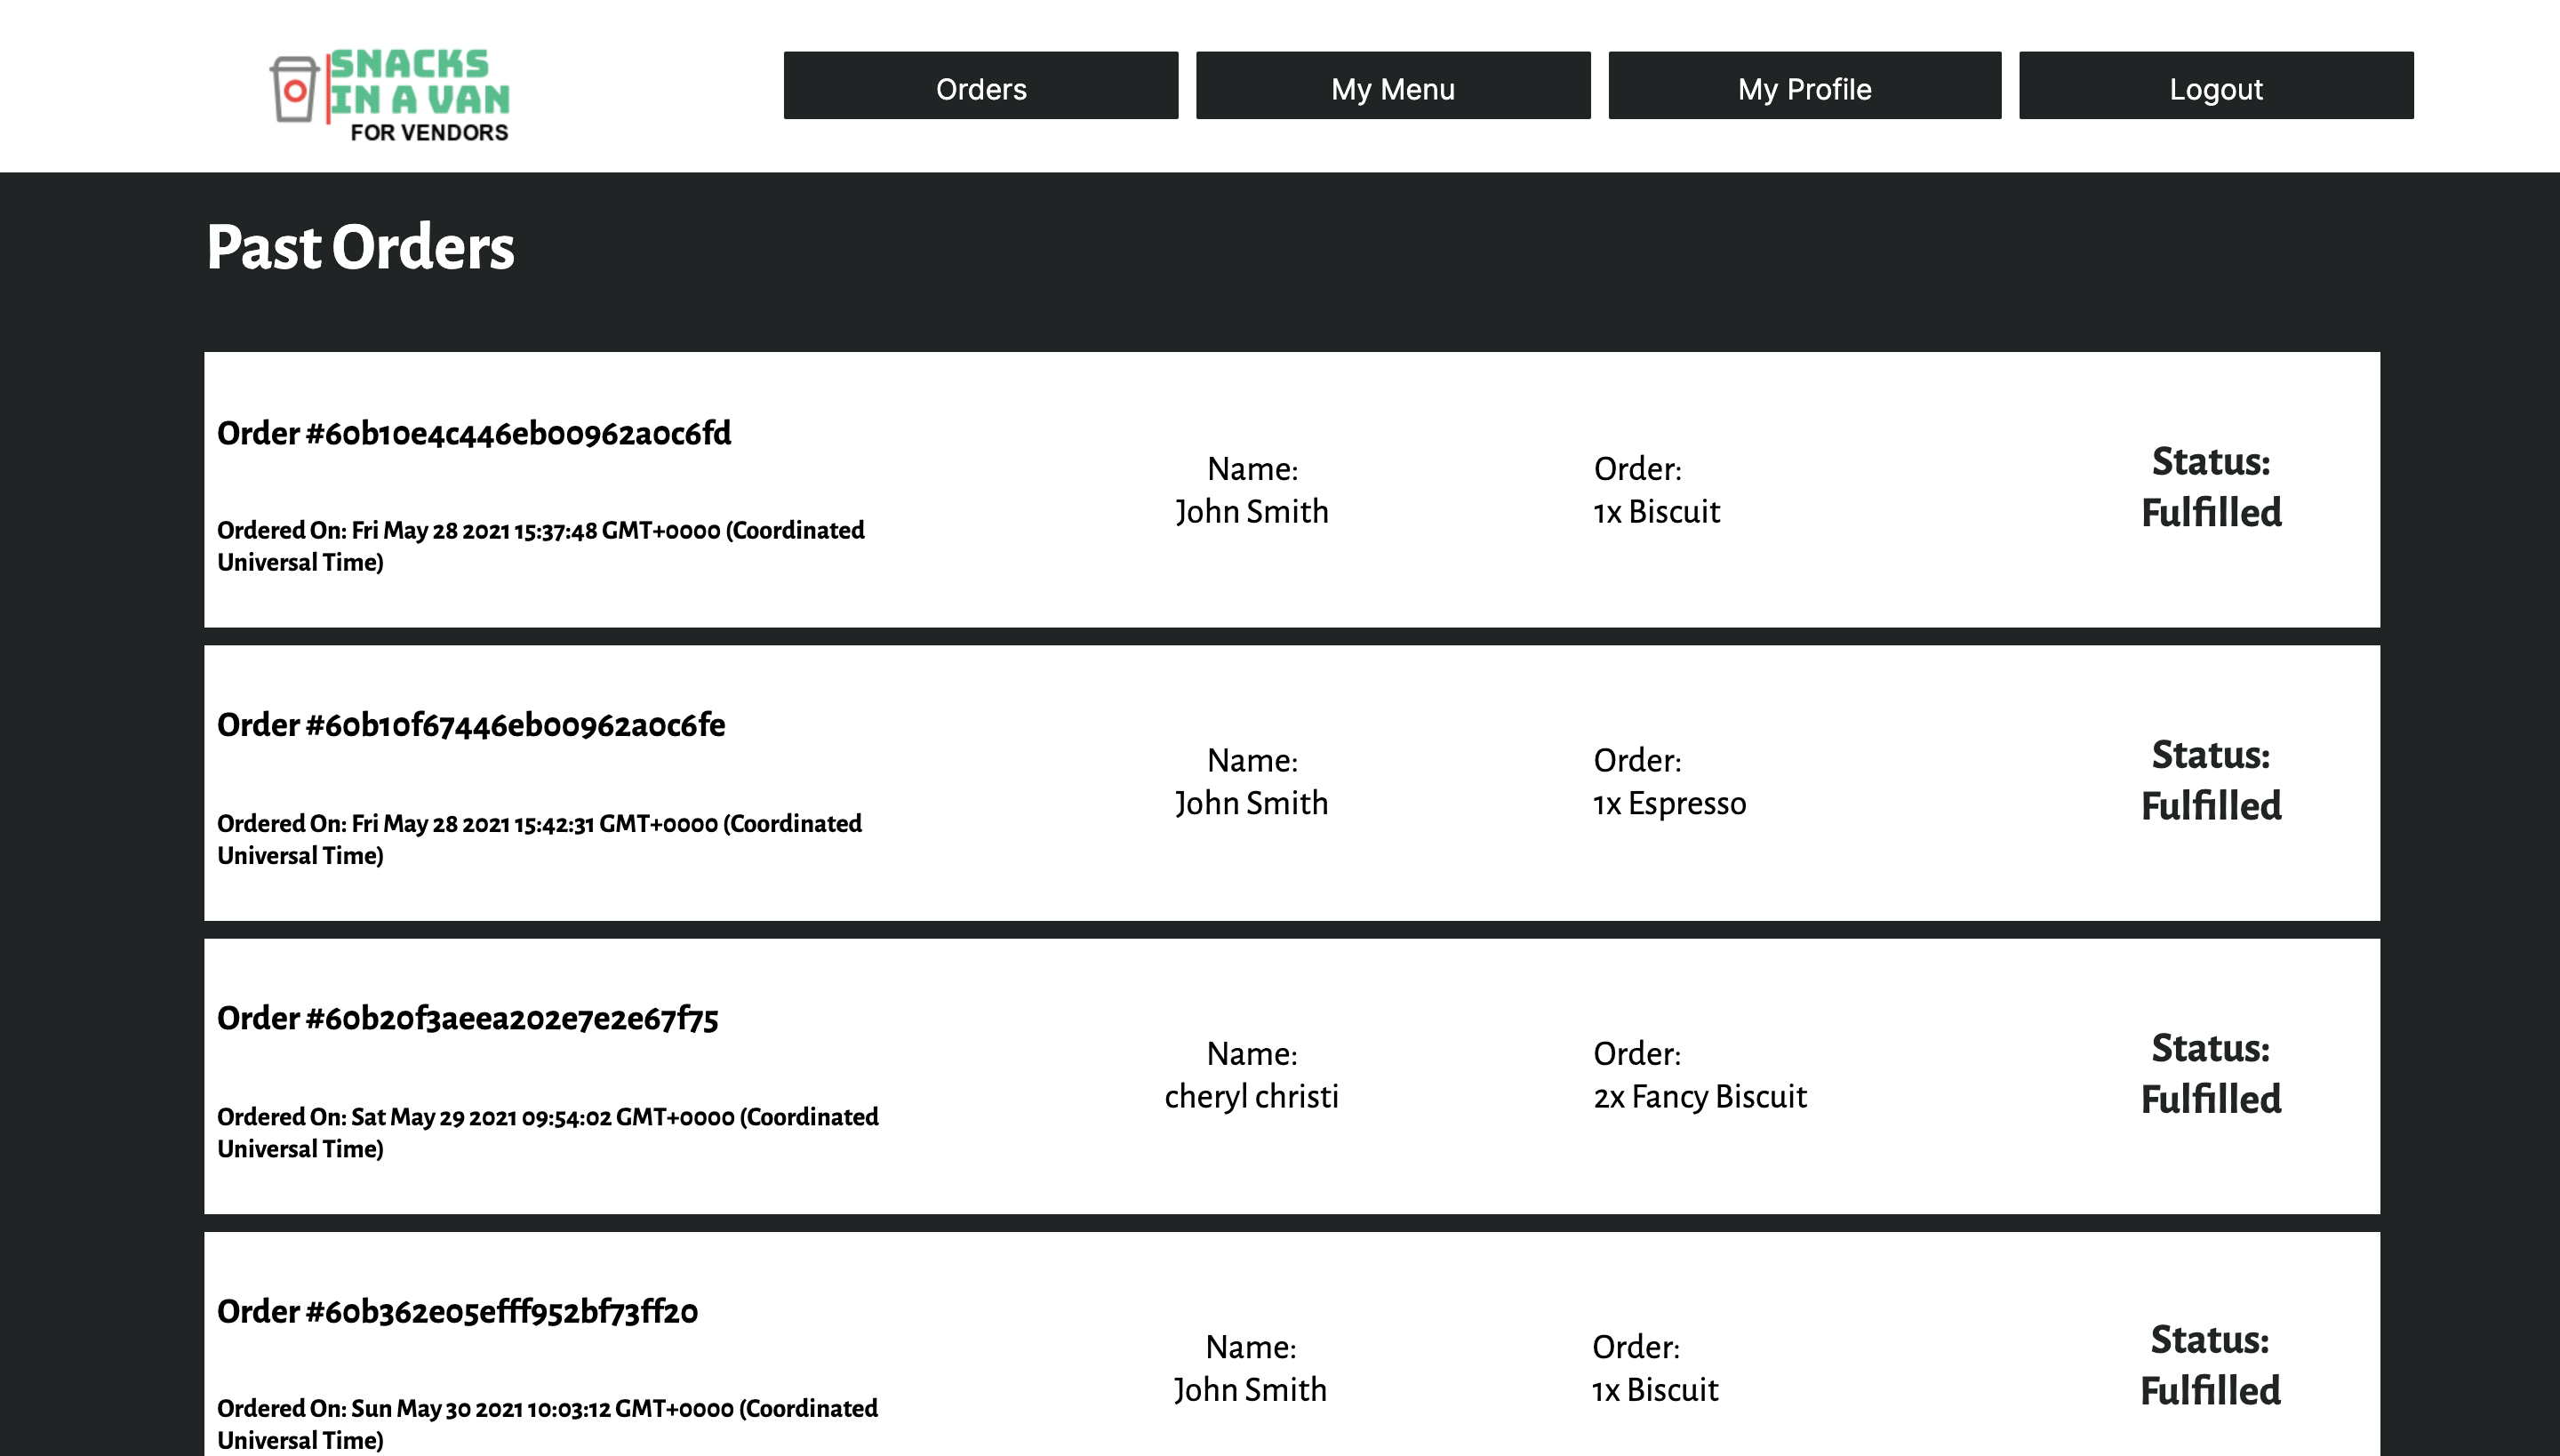 SNACKS
IN A VAN
FOR VENDORS
Orders
My Menu
My Profile
Logout
Past Orders
Order #60b10e4c446eb00962a0c6fd
Ordered On: Fri May 28 2021 15:37:48 GMT+0000 (Coordinated
Universal Time)
Name:
John Smith
Order:
1x Biscuit
Status:
Fulfilled
Order #60b10f67446eb00962a0c6fe
Ordered On: Fri May 28 2021 15:42:31 GMT+0000 (Coordinated
Universal Time)
Name:
John Smith
Order:
1x Espresso
Status:
Fulfilled
Order #60b20f3aeea202e7e2e67f75
Ordered On: Sat May 29 2021 09:54:02 GMT+0000 (Coordinated
Universal Time)
Name:
cheryl christi
Order:
2x Fancy Biscuit
Status:
Fulfilled
Order #60b362e05efff952bf73ff20
Ordered On: Sun May 30 2021 10:03:12 GMT+0000 (Coordinated
Universal Time)
Name:
John Smith
Order:
1x Biscuit
Status:
Fulfilled